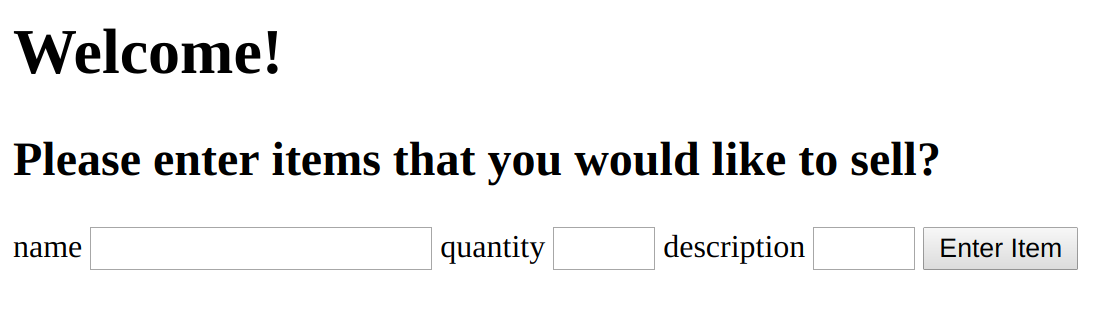 Welcome!
Please enter items that you would like to sell?
name quantity description Enter Item